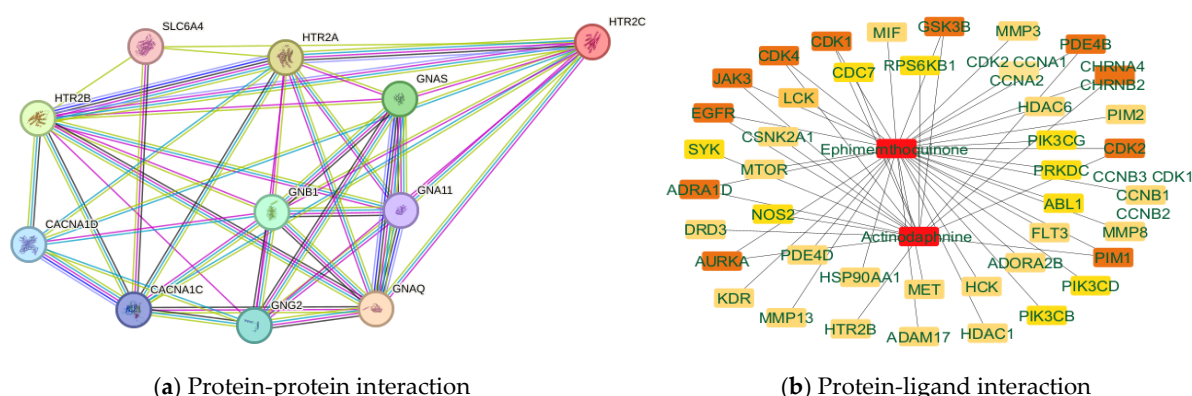 SLC6A4
HTR2A
HTR2C
GNAS
HTR2B
GNB1
GNA11
CACNA1D
CACNA1C
GNG2
GNAQ
(a) Protein-protein interaction
MIF
GSK3B
MMP3
CDK1
PDE4B
CDK4
CDC7
RPS6KB1
CDK2 CCNA1
CCNA2
CHRNA4
CHRNB2
JAK3
LCK
HDAC6
PIM2
EGFR
CSNK2A1
Ephimeranthoquinone
PIK3CG
CDK2
SYK
MTOR
PRKDC
CCNB3 CDK1
CCNB1
CCNB2
ADRA1D
NOS2
ABL1
DRD3
Actinodaphnine
FLT3
MMP8
AURKA
PDE4D
ADORA2B
PIM1
HSP90AA1
KDR
MET
HCK
PIK3CD
MMP13
PIK3CB
HTR2B
ADAM17
HDAC1
(b) Protein-ligand interaction